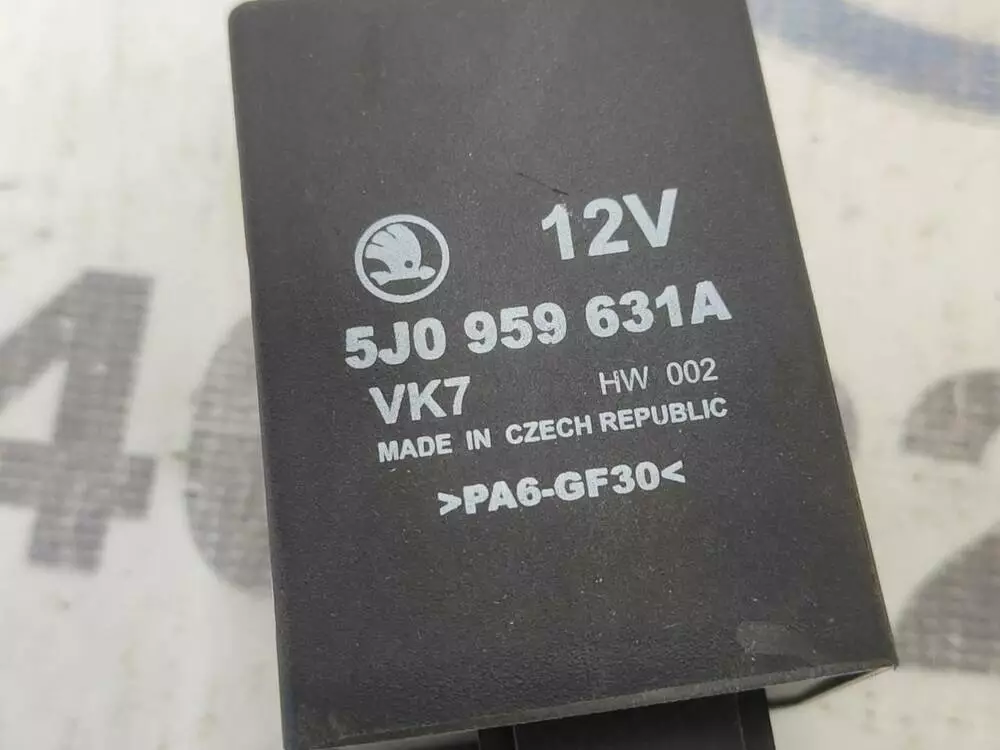 12V
5J0 959 631A
VK7 HW 002
MADE IN CZECH REPUBLIC
>PA6-GF30<